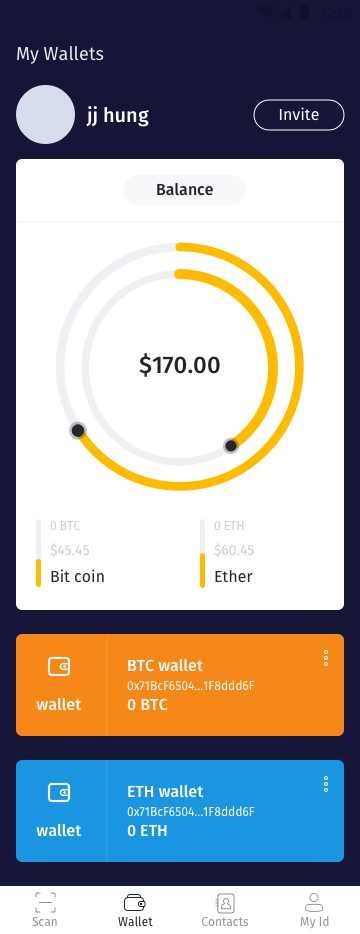 12:30
My Wallets
jj hung
Invite
Balance
$170.00
0 BTC
$45.45
Bit coin
0 ETH
$60.45
Ether
BTC wallet
0x71BcF6504...1F8ddd6F
0 BTC
wallet
ETH wallet
0x71BcF6504...1F8ddd6F
0 ETH
wallet
Scan
Wallet
Contacts
My Id